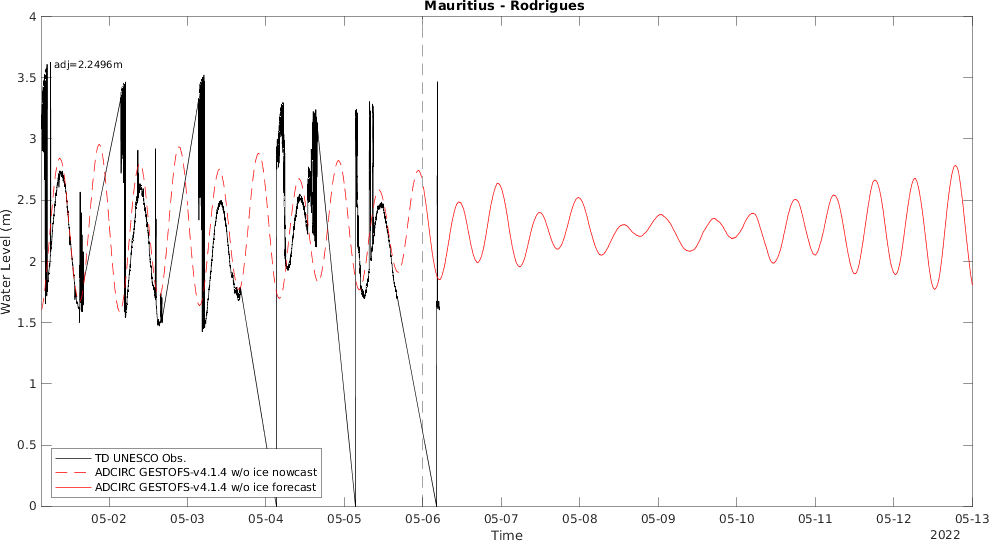 Mauritius - Rodrigues
4
3.5
3
2.5
2
1.5
1
0.5
0
Water Level (m)
adj=2.2496m
TD UNESCO Obs.
ADCIRC GESTOFS-v4.1.4 w/o ice nowcast
ADCIRC GESTOFS-v4.1.4 w/o ice forecast
05-02 05-03 05-04 05-05 05-06 05-07 05-08 05-09 05-10 05-11 05-12 05-13
Time
2022